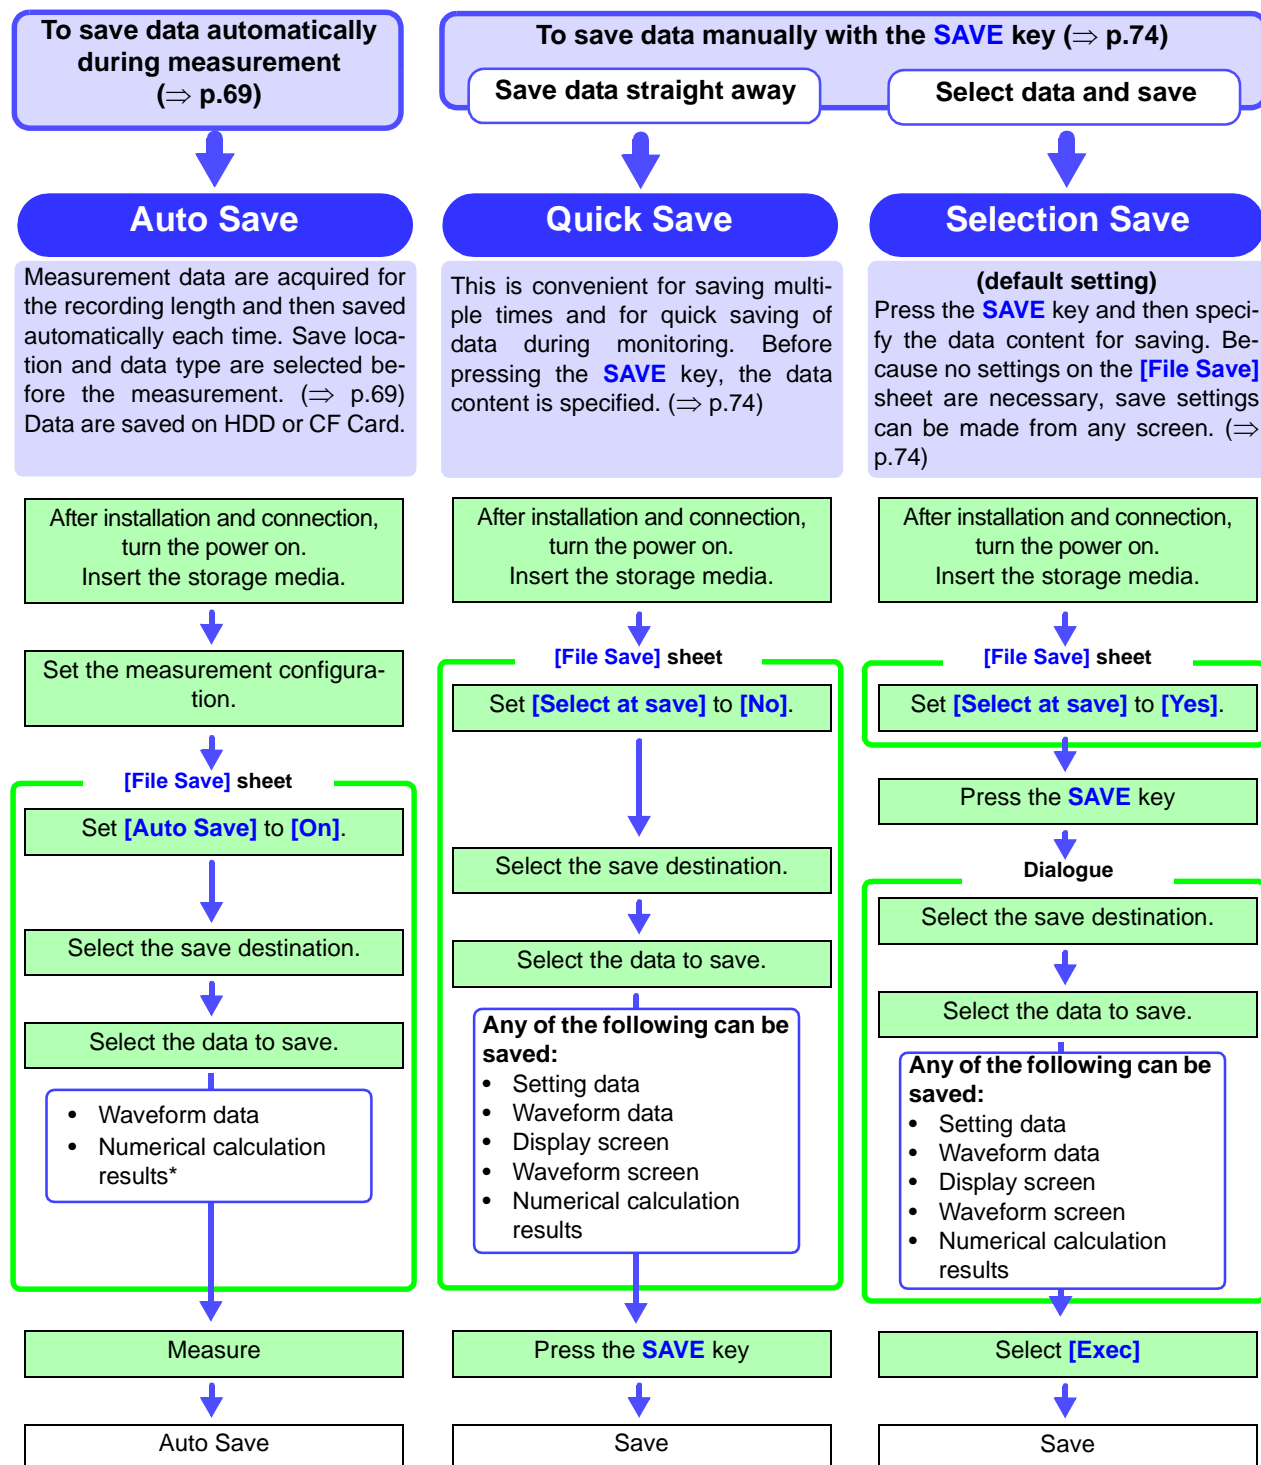 To save data automatically
during measurement
(⇒ p.69)
To save data manually with the SAVE key (⇒ p.74)
Save data straight away
Select data and save
Auto Save
Measurement data are acquired for
the recording length and then saved
automatically each time. Save loca-
tion and data type are selected be-
fore the measurement. (⇒ p.69)
Data are saved on HDD or CF Card.
After installation and connection,
turn the power on.
Insert the storage media.
Set the measurement configura-
tion.
[File Save] sheet
Set [Auto Save] to [On].
Select the save destination.
Select the data to save.
• Waveform data
• Numerical calculation
results*
Measure
Auto Save
Quick Save
This is convenient for saving multi-
ple times and for quick saving of
data during monitoring. Before
pressing the SAVE key, the data
content is specified. (⇒ p.74)
After installation and connection,
turn the power on.
Insert the storage media.
[File Save] sheet
Set [Select at save] to [No].
Select the save destination.
Select the data to save.
Any of the following can be
saved:
• Setting data
• Waveform data
• Display screen
• Waveform screen
• Numerical calculation
results
Press the SAVE key
Save
Selection Save
(default setting)
Press the SAVE key and then speci-
fy the data content for saving. Be-
cause no settings on the [File Save]
sheet are necessary, save settings
can be made from any screen. (⇒
p.74)
After installation and connection,
turn the power on.
Insert the storage media.
[File Save] sheet
Set [Select at save] to [Yes].
Press the SAVE key
Dialogue
Select the save destination.
Select the data to save.
Any of the following can be
saved:
• Setting data
• Waveform data
• Display screen
• Waveform screen
• Numerical calculation
results
Select [Exec]
Save